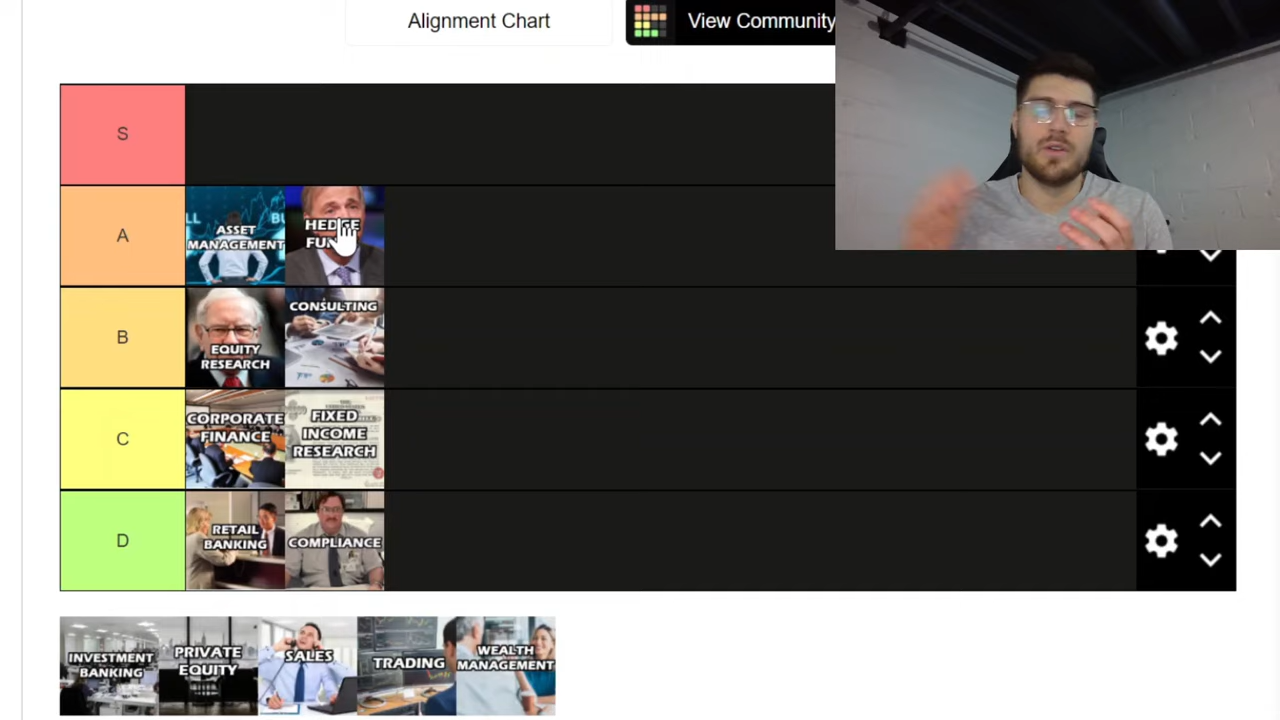 Alignment Chart
View Community
S
A
ASSET
MANAGEMENT
HEDGE
B
EQUITY
RESEARCH
CONSULTING
C
CORPORATE
FINANCE
FIXED
INCOME
RESEARCH
D
RETAIL
BANKING
COMPLIANCE
INVESTMENT
BANKING
PRIVATE
EQUITY
SALES
TRADING
WEALTH
MANAGEMENT